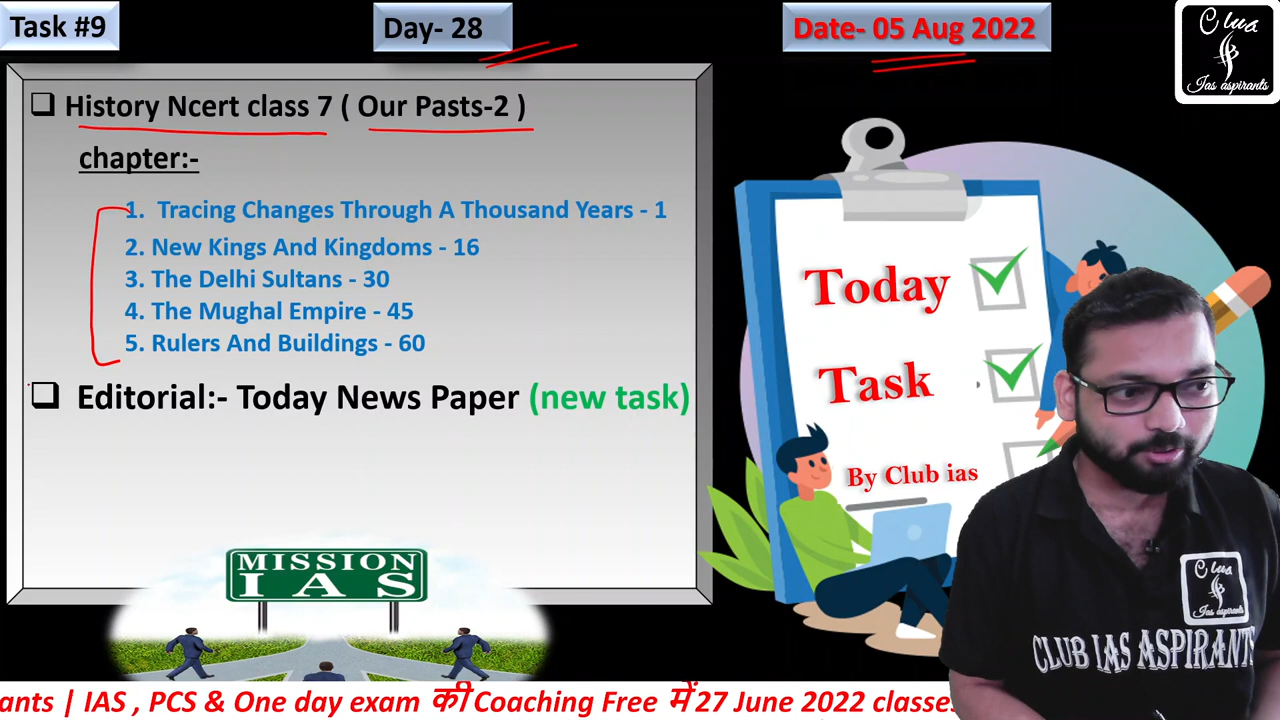 Task #9
Day- 28
Date- 05 Aug 2022
Club
Ias aspirants
History Ncert class 7 ( Our Pasts-2 )
chapter:-
1. Tracing Changes Through A Thousand Years - 1
2. New Kings And Kingdoms - 16
3. The Delhi Sultans - 30
4. The Mughal Empire - 45
5. Rulers And Buildings - 60
Editorial:- Today News Paper (new task)
Today
Task
By Club ias
MISSION
IAS
Club
Ias aspirants
CLUB IAS ASPIRANTS
ants | IAS , PCS & One day exam की Coaching Free में 27 June 2022 classes